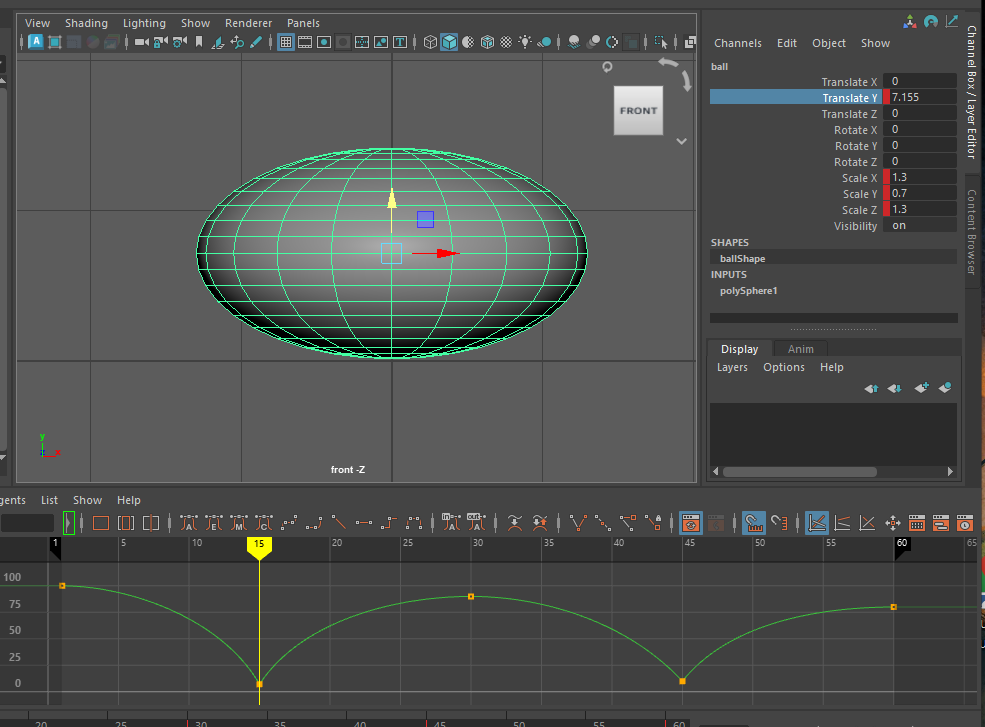 View Shading Lighting Show Renderer Panels
FRONT
y
x
front -Z
Channels Edit Object Show
ball
Translate X 0
Translate Y 7.155
Translate Z 0
Rotate X 0
Rotate Y 0
Rotate Z 0
Scale X 1.3
Scale Y 0.7
Scale Z 1.3
Visibility on
SHAPES
ballShape
INPUTS
polySphere1
Channel Box / Layer Editor
Content Browser
Display Anim
Layers Options Help
gents List Show Help
1 5 10 15 20 25 30 35 40 45 50 55 60 65
100
75
50
25
0
20 25 30 35 40 45 50 55 60